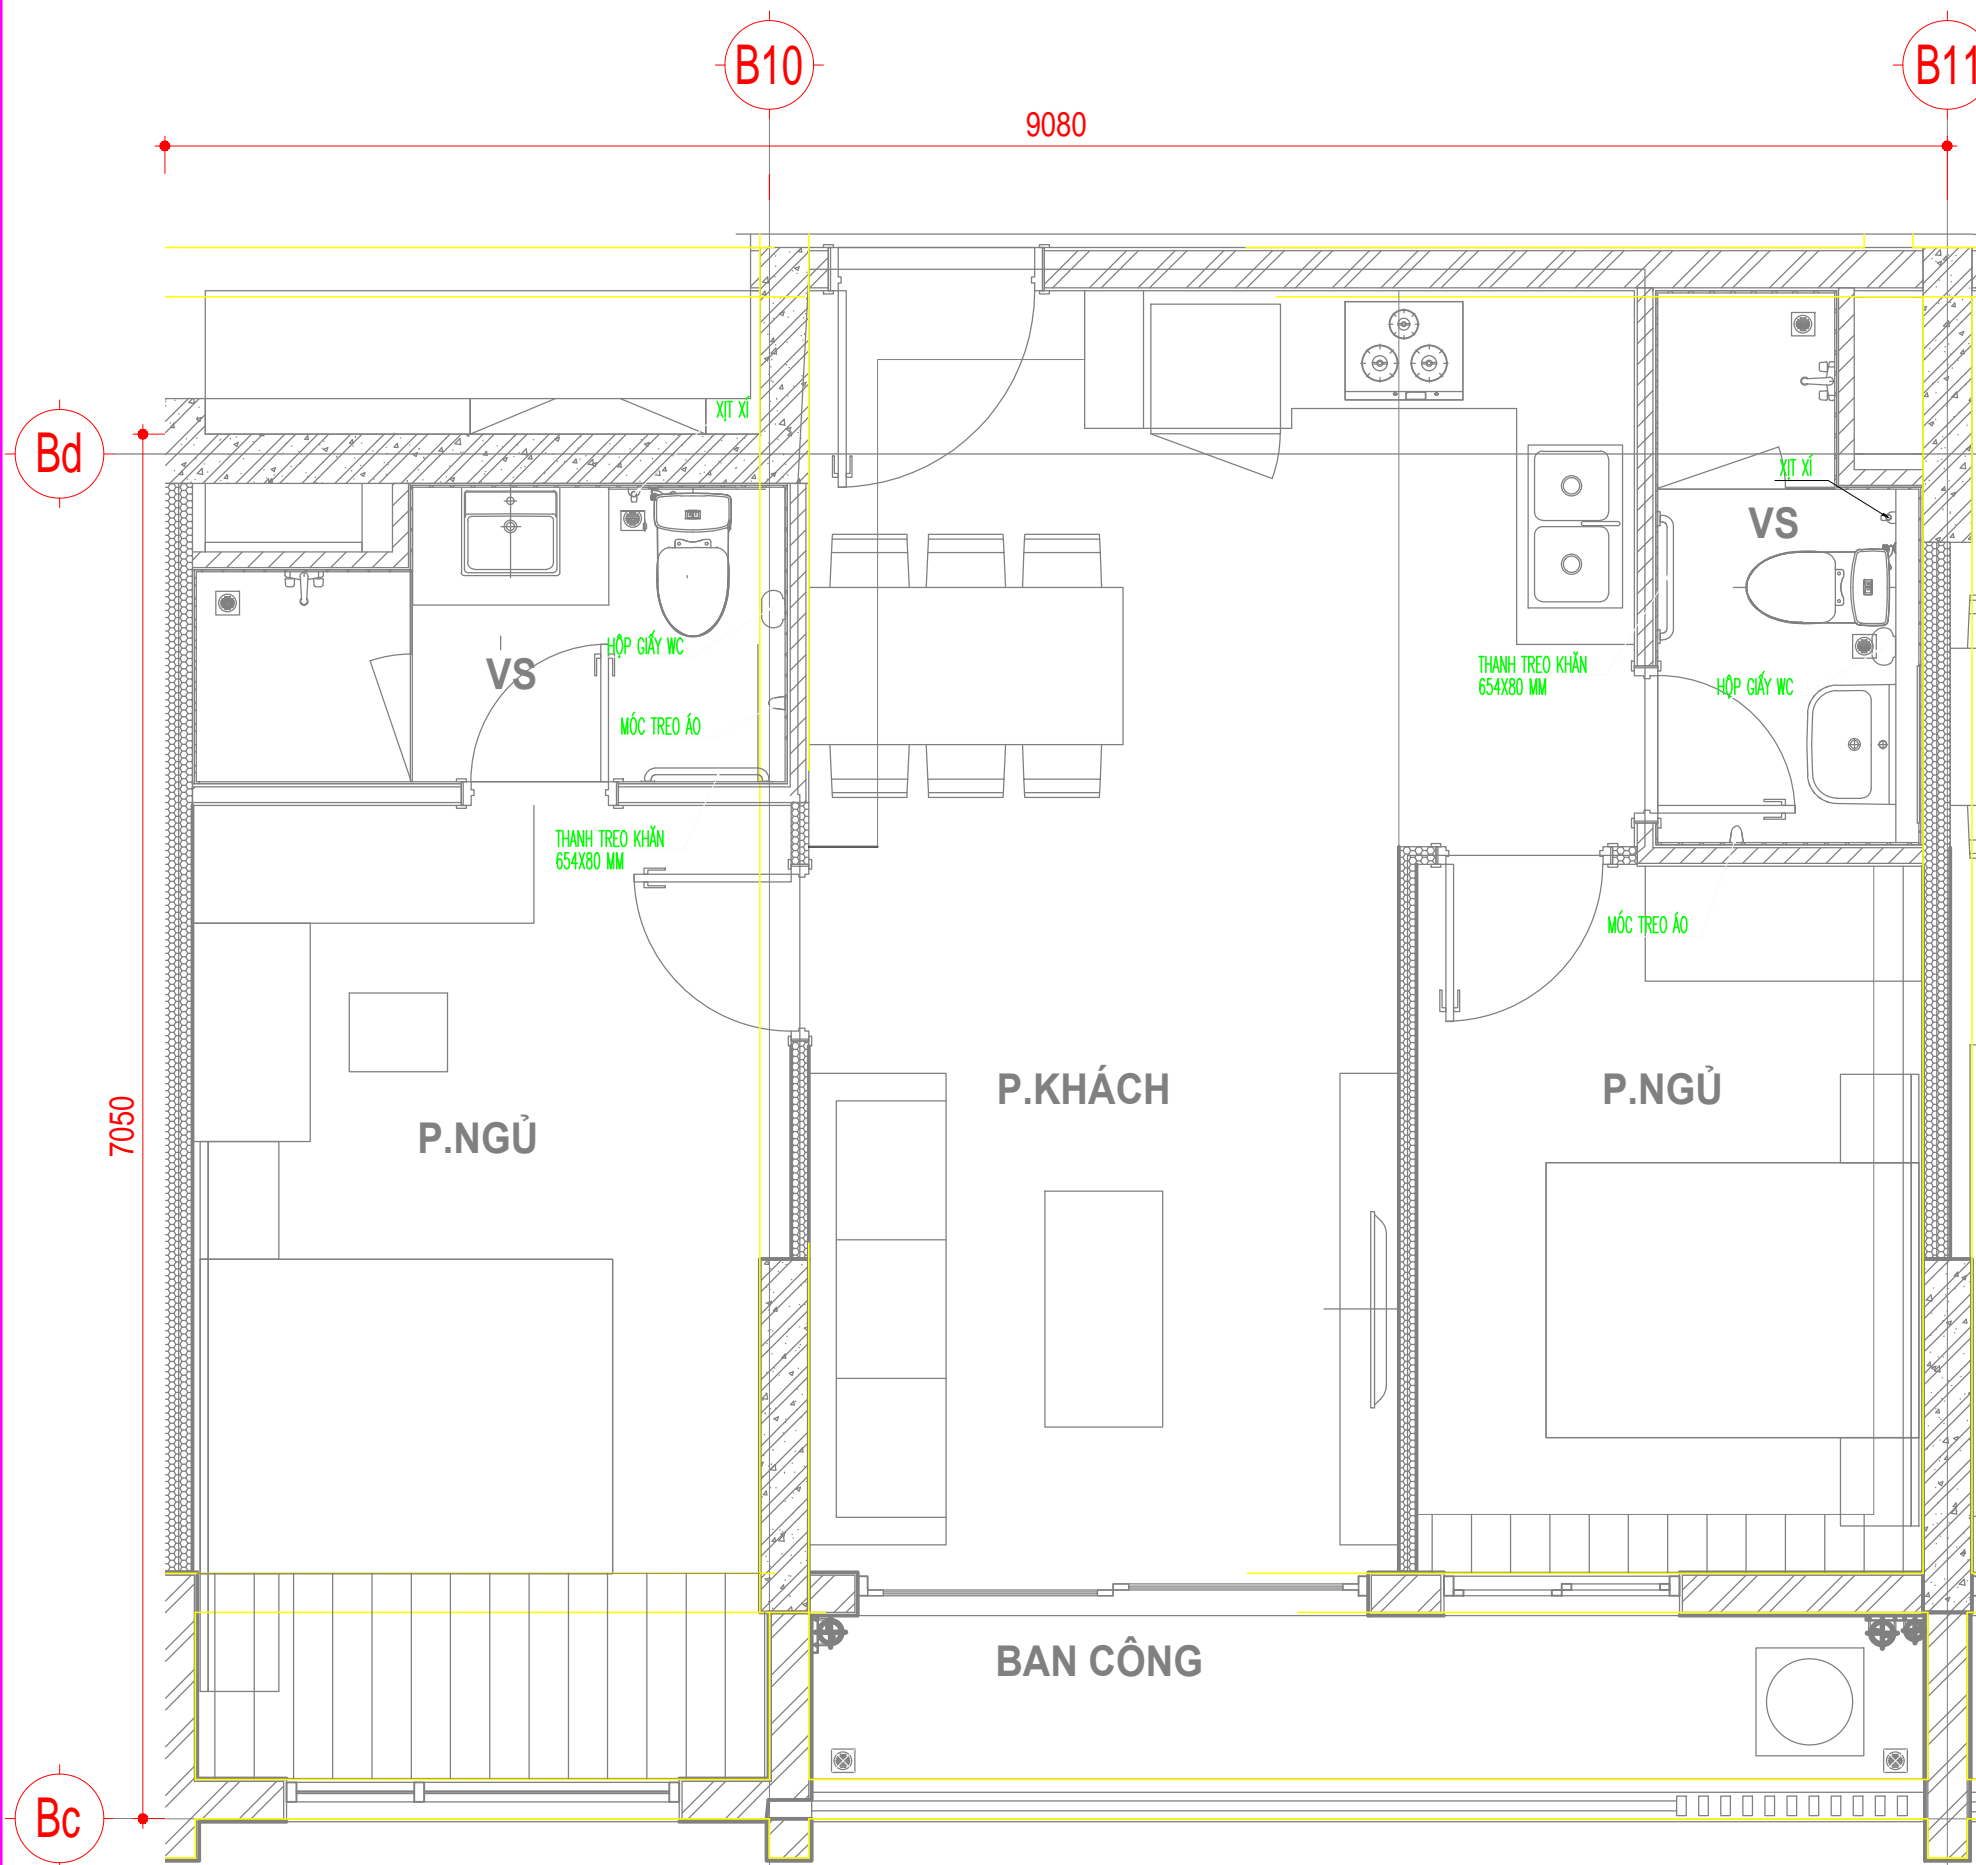 B10
B11
9080
XỊT XÍ
Bd
XỊT XÍ
VS
HỘP GIẤY WC
VS
THANH TREO KHĂN
654X80 MM
HỘP GIẤY WC
MÓC TREO ÁO
THANH TREO KHĂN
654X80 MM
MÓC TREO ÁO
P.KHÁCH
P.NGỦ
7050
P.NGỦ
BAN CÔNG
Bc